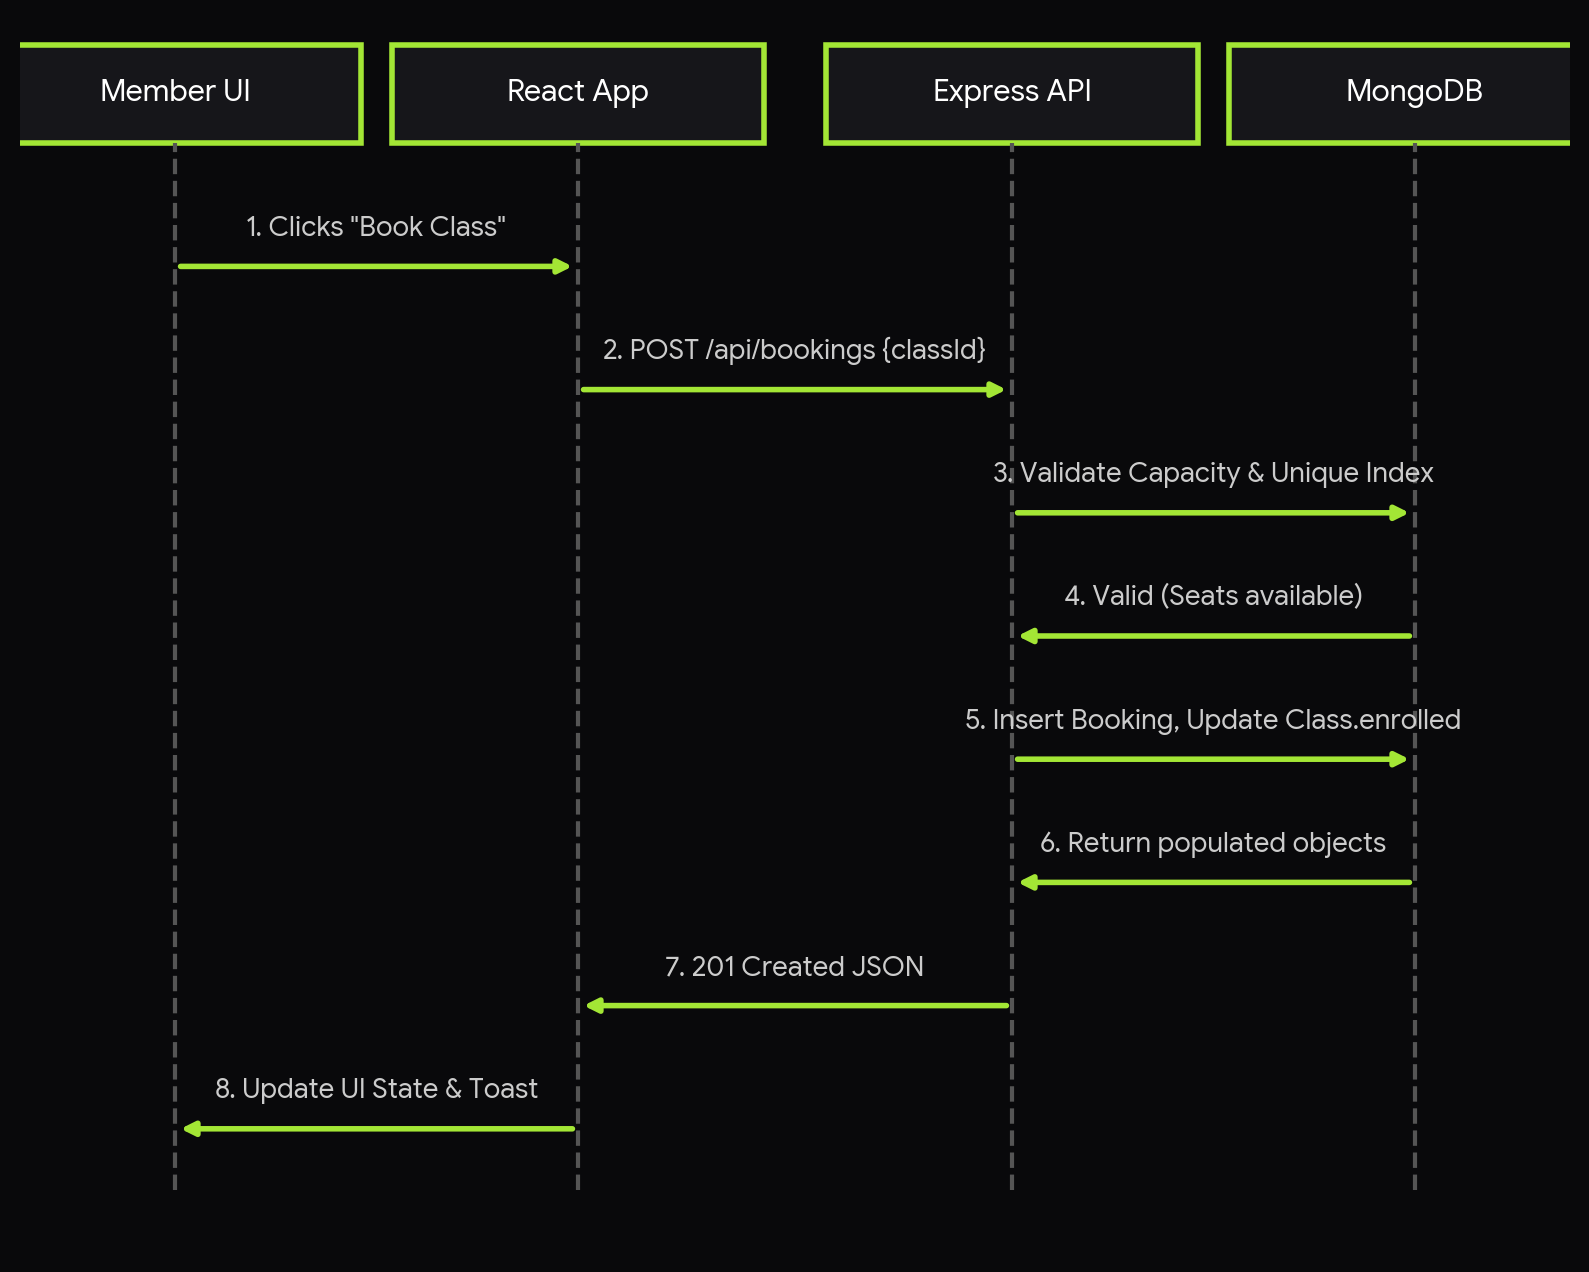 Member UI
React App
Express API
MongoDB
1. Clicks "Book Class"
2. POST /api/bookings {classId}
3. Validate Capacity & Unique Index
4. Valid (Seats available)
5. Insert Booking, Update Class.enrolled
6. Return populated objects
7. 201 Created JSON
8. Update UI State & Toast